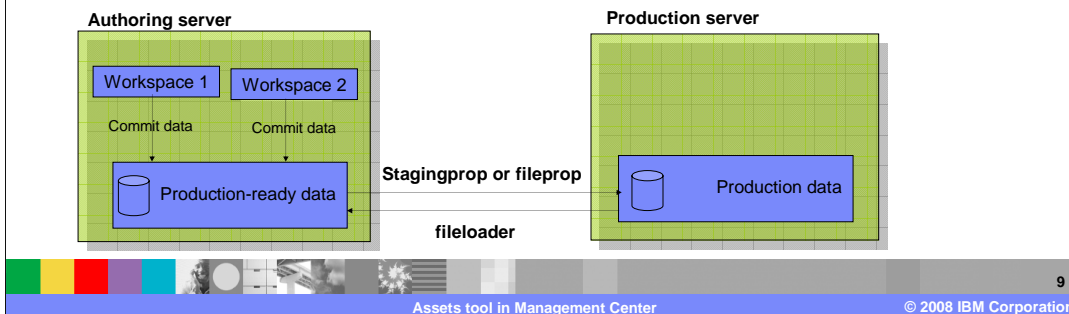 Authoring server
Production server
Workspace 1
Workspace 2
Commit data
Commit data
Production-ready data
Stagingprop or fileprop
Production data
fileloader
9
Assets tool in Management Center
© 2008 IBM Corporation